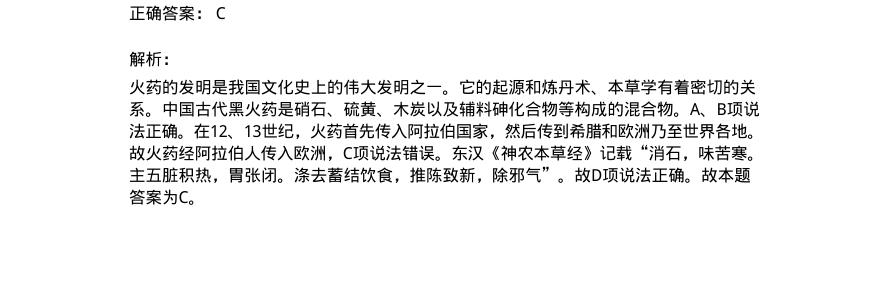 正确答案： C
解析：
火药的发明是我国文化史上的伟大发明之一。它的起源和炼丹术、本草学有着密切的关
系。中国古代黑火药是硝石、硫黄、木炭以及辅料砷化合物等构成的混合物。A、B项说
法正确。在12、13世纪，火药首先传入阿拉伯国家，然后传到希腊和欧洲乃至世界各地。
故火药经阿拉伯人传入欧洲，C项说法错误。东汉《神农本草经》记载“消石，味苦寒。
主五脏积热，胃张闭。涤去蓄结饮食，推陈致新，除邪气”。故D项说法正确。故本题
答案为C。